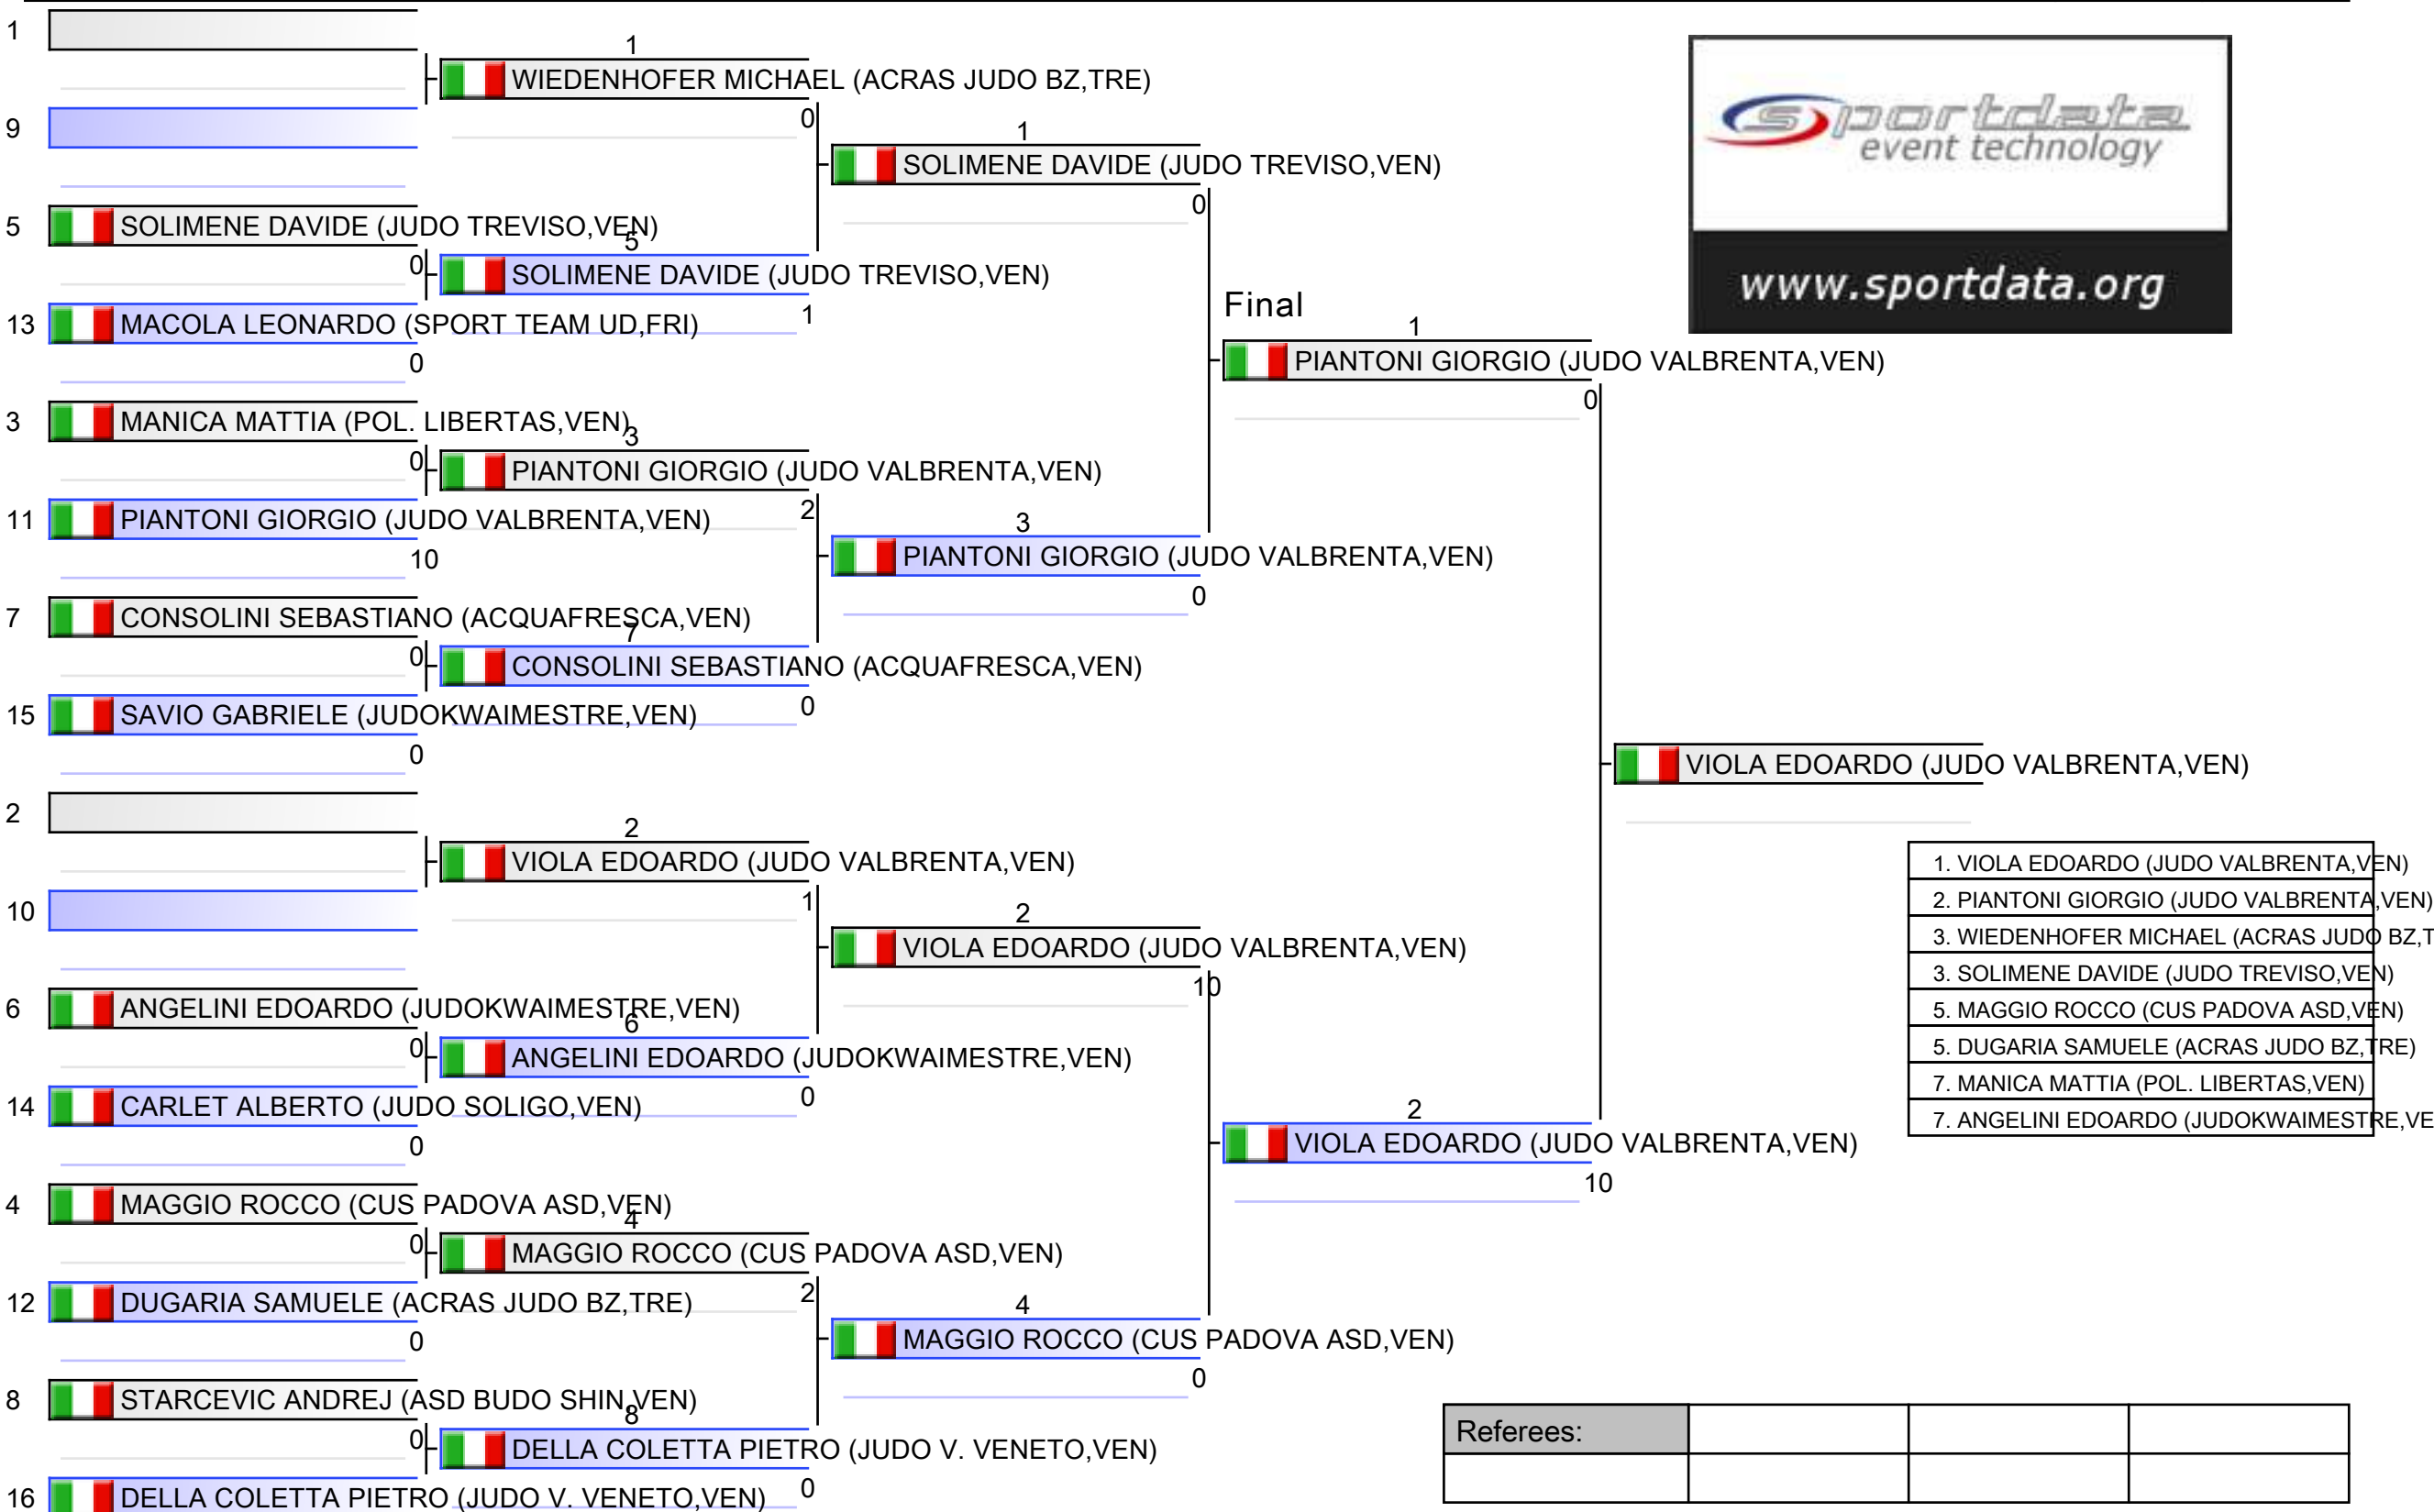 1
1
WIEDENHOFER MICHAEL (ACRAS JUDO BZ,TRE)
0
9
1
SOLIMENE DAVIDE (JUDO TREVISO,VEN)
0
5 SOLIMENE DAVIDE (JUDO TREVISO,VEN)
5
0
SOLIMENE DAVIDE (JUDO TREVISO,VEN)
1
13 MACOLA LEONARDO (SPORT TEAM UD,FRI)
0
sportdata
event technology
www.sportdata.org
Final
1
PIANTONI GIORGIO (JUDO VALBRENTA,VEN)
0
3 MANICA MATTIA (POL. LIBERTAS,VEN)
3
0
PIANTONI GIORGIO (JUDO VALBRENTA,VEN)
2
11 PIANTONI GIORGIO (JUDO VALBRENTA,VEN)
10
3
PIANTONI GIORGIO (JUDO VALBRENTA,VEN)
0
7 CONSOLINI SEBASTIANO (ACQUAFRESCA,VEN)
7
0
CONSOLINI SEBASTIANO (ACQUAFRESCA,VEN)
0
15 SAVIO GABRIELE (JUDOKWAIMESTRE,VEN)
0
VIOLA EDOARDO (JUDO VALBRENTA,VEN)
2
2
VIOLA EDOARDO (JUDO VALBRENTA,VEN)
1
10
2
VIOLA EDOARDO (JUDO VALBRENTA,VEN)
10
6 ANGELINI EDOARDO (JUDOKWAIMESTRE,VEN)
6
0
ANGELINI EDOARDO (JUDOKWAIMESTRE,VEN)
0
14 CARLET ALBERTO (JUDO SOLIGO,VEN)
0
2
VIOLA EDOARDO (JUDO VALBRENTA,VEN)
10
4 MAGGIO ROCCO (CUS PADOVA ASD,VEN)
4
0
MAGGIO ROCCO (CUS PADOVA ASD,VEN)
2
12 DUGARIA SAMUELE (ACRAS JUDO BZ,TRE)
0
4
MAGGIO ROCCO (CUS PADOVA ASD,VEN)
0
8 STARCEVIC ANDREJ (ASD BUDO SHIN,VEN)
8
0
DELLA COLETTA PIETRO (JUDO V. VENETO,VEN)
0
16 DELLA COLETTA PIETRO (JUDO V. VENETO,VEN)
1. VIOLA EDOARDO (JUDO VALBRENTA,VEN)
2. PIANTONI GIORGIO (JUDO VALBRENTA,VEN)
3. WIEDENHOFER MICHAEL (ACRAS JUDO BZ,T
3. SOLIMENE DAVIDE (JUDO TREVISO,VEN)
5. MAGGIO ROCCO (CUS PADOVA ASD,VEN)
5. DUGARIA SAMUELE (ACRAS JUDO BZ,TRE)
7. MANICA MATTIA (POL. LIBERTAS,VEN)
7. ANGELINI EDOARDO (JUDOKWAIMESTRE,VE
Referees: